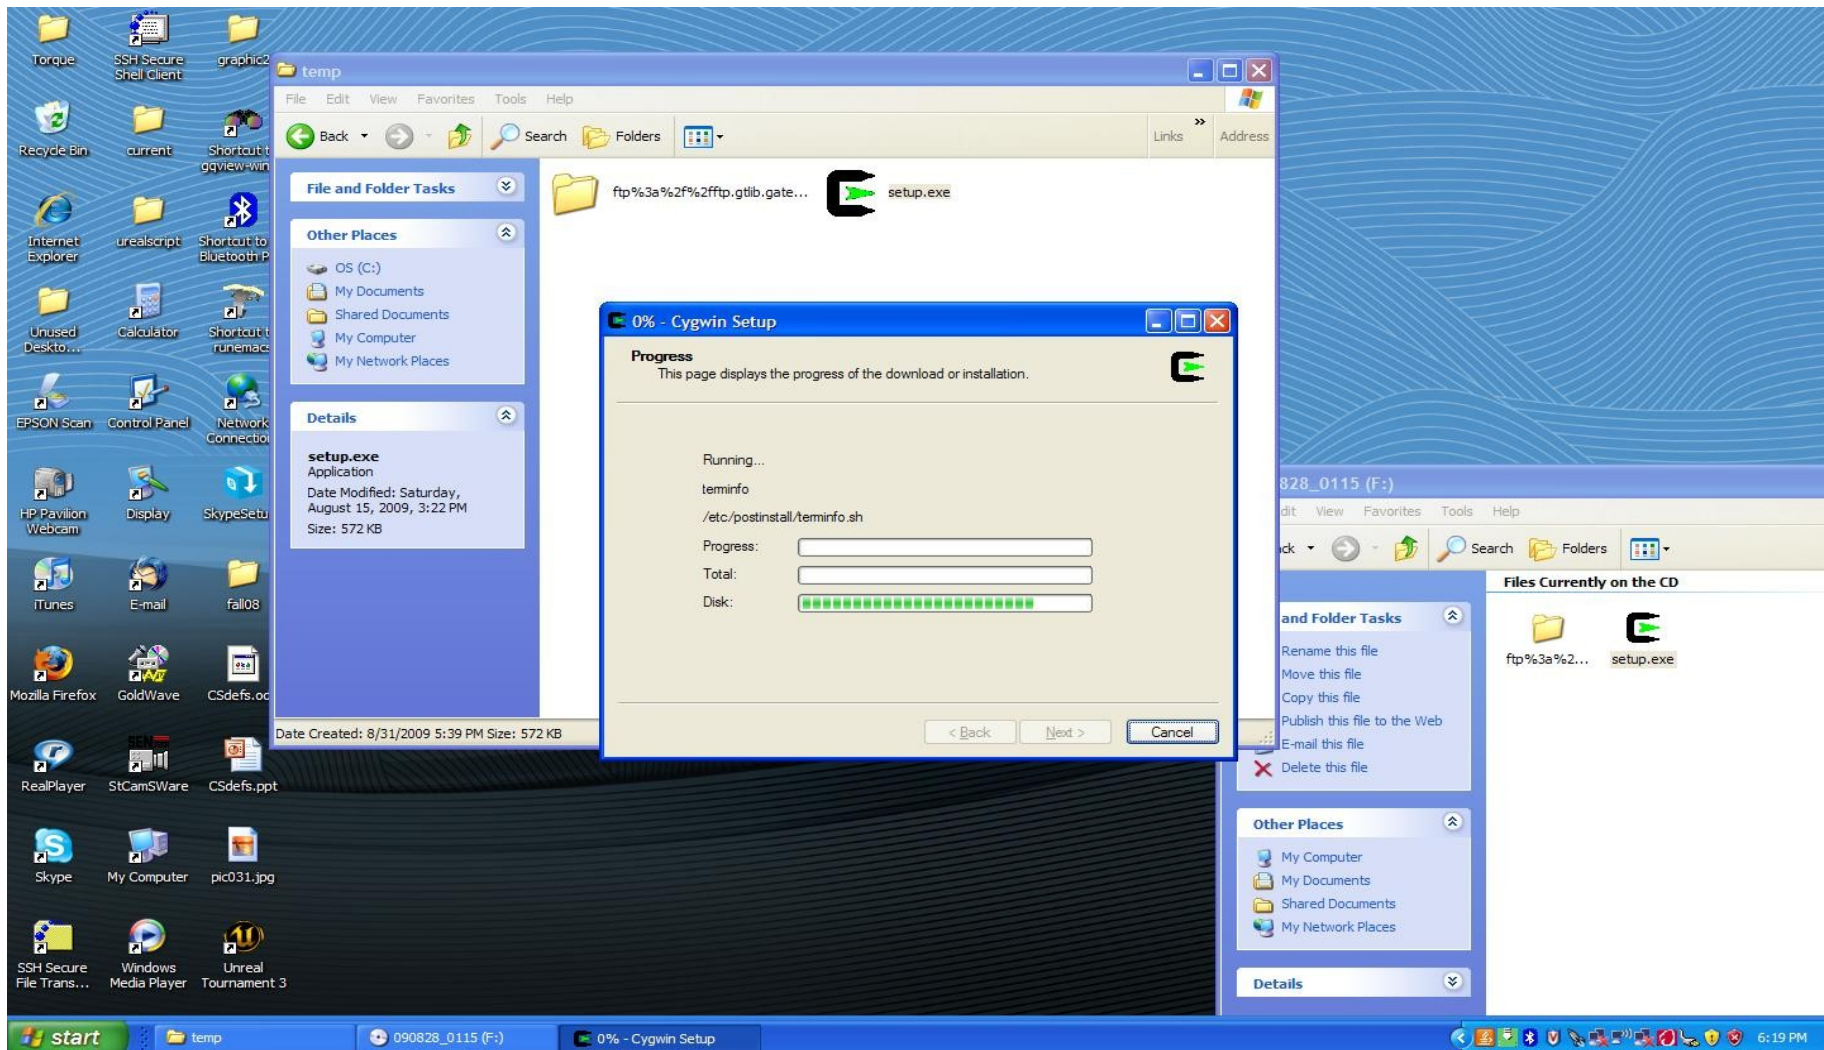 Torque
SSH Secure
Shell Client
graphic2
Recycle Bin
current
Shortcut t
gqview-win
Internet
Explorer
urealscript
Shortcut to
Bluetooth P
Unused
Deskto...
Calculator
Shortcut t
runemacs
EPSON Scan
Control Panel
Network
Connectio
HP Pavilion
Webcam
Display
SkypeSetu
iTunes
E-mail
fall08
Mozilla Firefox
GoldWave
CSdefs.oc
RealPlayer
StCamSWare
CSdefs.ppt
Skype
My Computer
pic031.jpg
SSH Secure
File Trans...
Windows
Media Player
Unreal
Tournament 3
temp
File Edit View Favorites Tools Help
Back Search Folders Links » Address
File and Folder Tasks
Other Places
OS (C:)
My Documents
Shared Documents
My Computer
My Network Places
Details
setup.exe
Application
Date Modified: Saturday,
August 15, 2009, 3:22 PM
Size: 572 KB
ftp%3a%2f%2fftp.gtlib.gate...
setup.exe
Date Created: 8/31/2009 5:39 PM Size: 572 KB
0% - Cygwin Setup
Progress
This page displays the progress of the download or installation.
Running...
terminfo
/etc/postinstall/terminfo.sh
Progress:
Total:
Disk:
< Back Next > Cancel
828_0115 (F:)
dit View Favorites Tools Help
ck Search Folders
Files Currently on the CD
and Folder Tasks
Rename this file
Move this file
Copy this file
Publish this file to the Web
E-mail this file
Delete this file
Other Places
My Computer
My Documents
Shared Documents
My Network Places
Details
ftp%3a%2...
setup.exe
start
temp
090828_0115 (F:)
0% - Cygwin Setup
6:19 PM